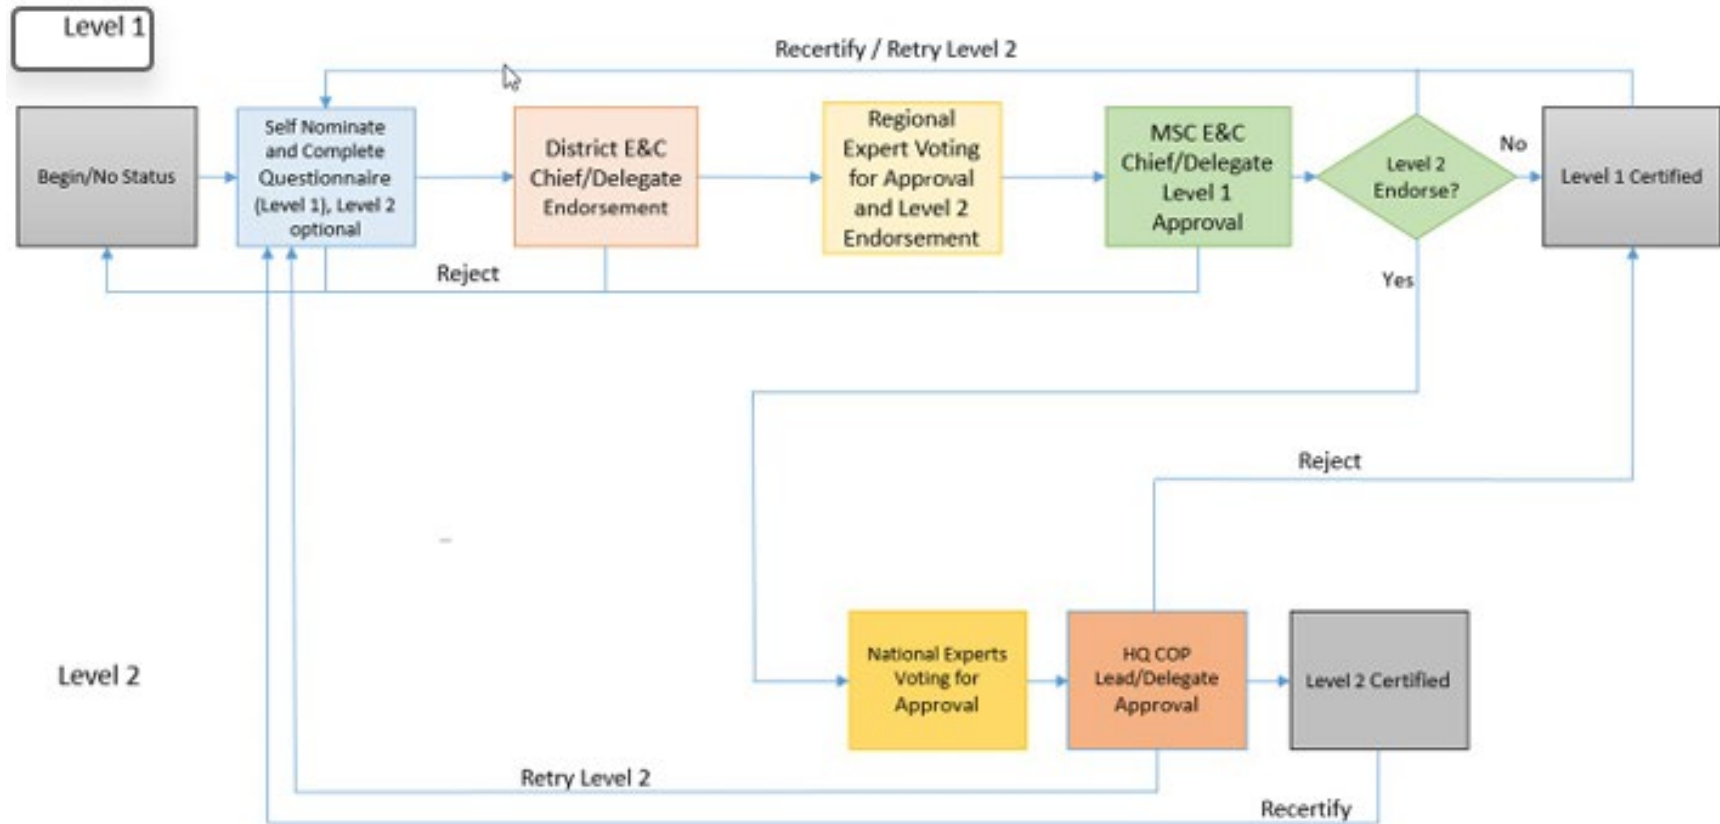 Level 1
Recertify / Retry Level 2
Begin/No Status
Self Nominate
and Complete
Questionnaire
(Level 1), Level 2
optional
District E&C
Chief/Delegate
Endorsement
Regional
Expert Voting
for Approval
and Level 2
Endorsement
MSC E&C
Chief/Delegate
Level 1
Approval
Level 2
Endorse?
No
Level 1 Certified
Reject
Yes
Reject
Level 2
National Experts
Voting for
Approval
HQ COP
Lead/Delegate
Approval
Level 2 Certified
Retry Level 2
Recertify